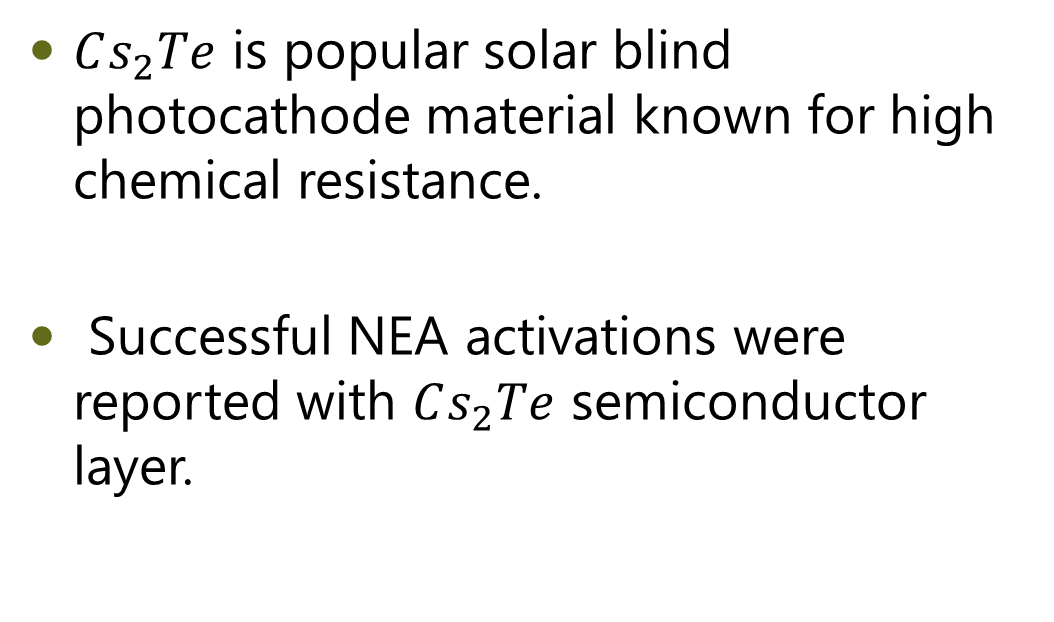 • Cs₂Te is popular solar blind
photocathode material known for high
chemical resistance.
• Successful NEA activations were
reported with Cs₂Te semiconductor
layer.